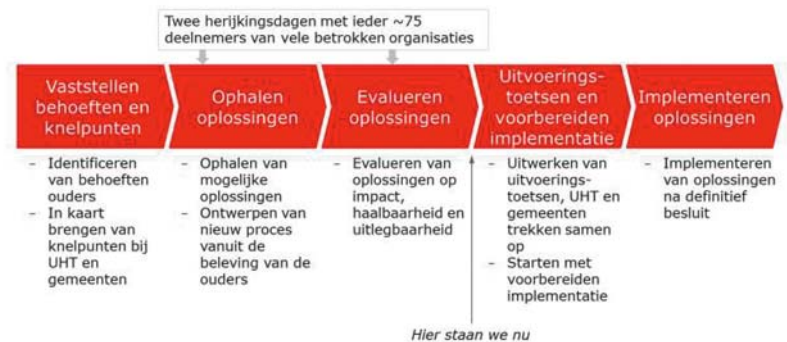 Twee herijkingsdagen met ieder ~75
deelnemers van vele betrokken organisaties
Vaststellen
behoeften en
knelpunten
Ophalen
oplossingen
Evalueren
oplossingen
Uitvoerings-
toetsen en
voorbereiden
implementatie
Implementeren
oplossingen
– Identificeren
van behoeften
ouders
– In kaart
brengen van
knelpunten bij
UHT en
gemeenten
– Ophalen van
mogelijke
oplossingen
– Ontwerpen van
nieuw proces
vanuit de
beleving van de
ouders
– Evalueren van
oplossingen op
impact,
haalbaarheid en
uitlegbaarheid
– Uitwerken van
uitvoerings-
toetsen, UHT en
gemeenten
trekken samen
op
– Starten met
voorbereiden
implementatie
– Implementeren
van oplossingen
na definitief
besluit
Hier staan we nu